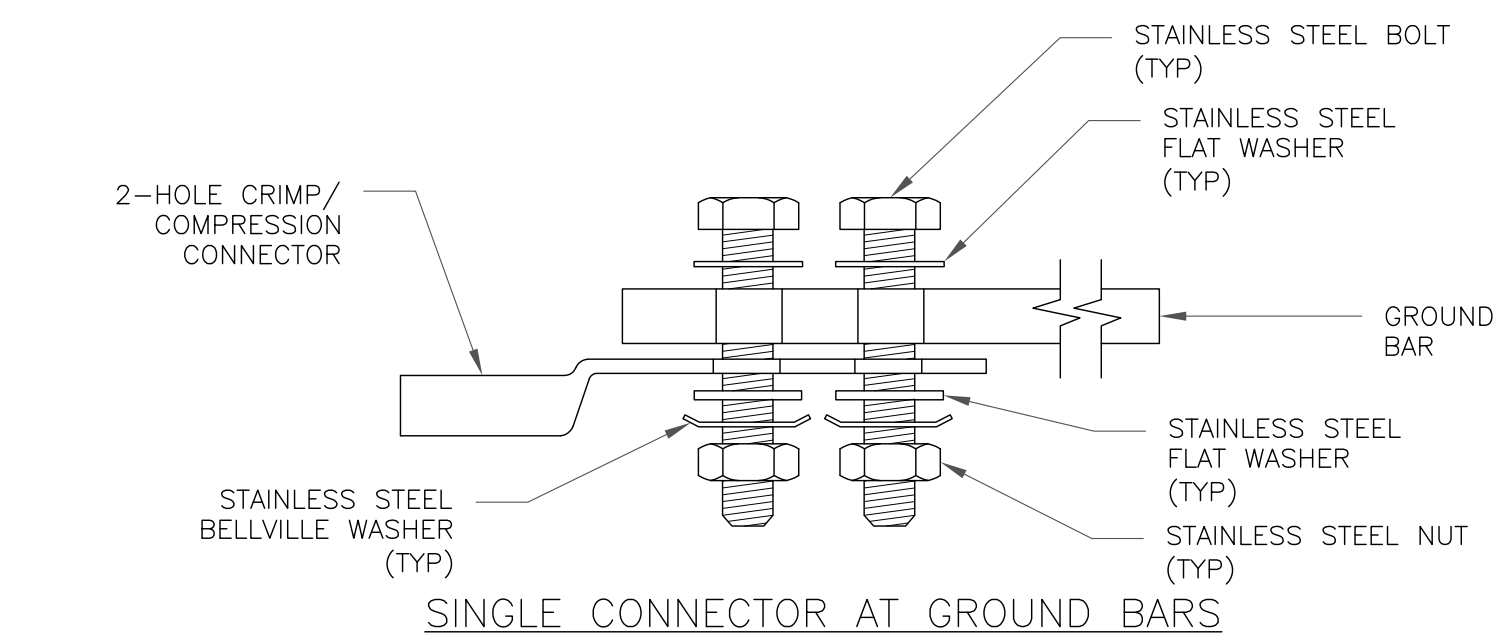 STAINLESS STEEL BOLT
(TYP)
STAINLESS STEEL
FLAT WASHER
(TYP)
2-HOLE CRIMP/
COMPRESSION
CONNECTOR
GROUND
BAR
STAINLESS STEEL
FLAT WASHER
(TYP)
STAINLESS STEEL
BELLVILLE WASHER
(TYP)
STAINLESS STEEL NUT
(TYP)
SINGLE CONNECTOR AT GROUND BARS